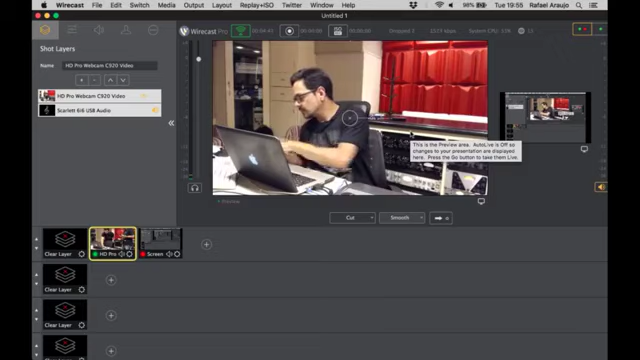 Wirecast File Edit Switch Media Output Layout Replay+ISO Twitter Window Help 98% Tue 19:55 Rafael Araujo
Untitled 1
Wirecast Pro
Shot Layers
Name HD Pro Webcam C920 Video
HD Pro Webcam C920 Video
Scarlett 6i6 USB Audio
This is the Preview area. AutoLive is Off so
changes to your presentation are displayed
here. Press the Go button to take them Live.
Preview
Cut Smooth
Clear Layer HD Pro Screen
Clear Layer
Clear Layer
Clear Layer